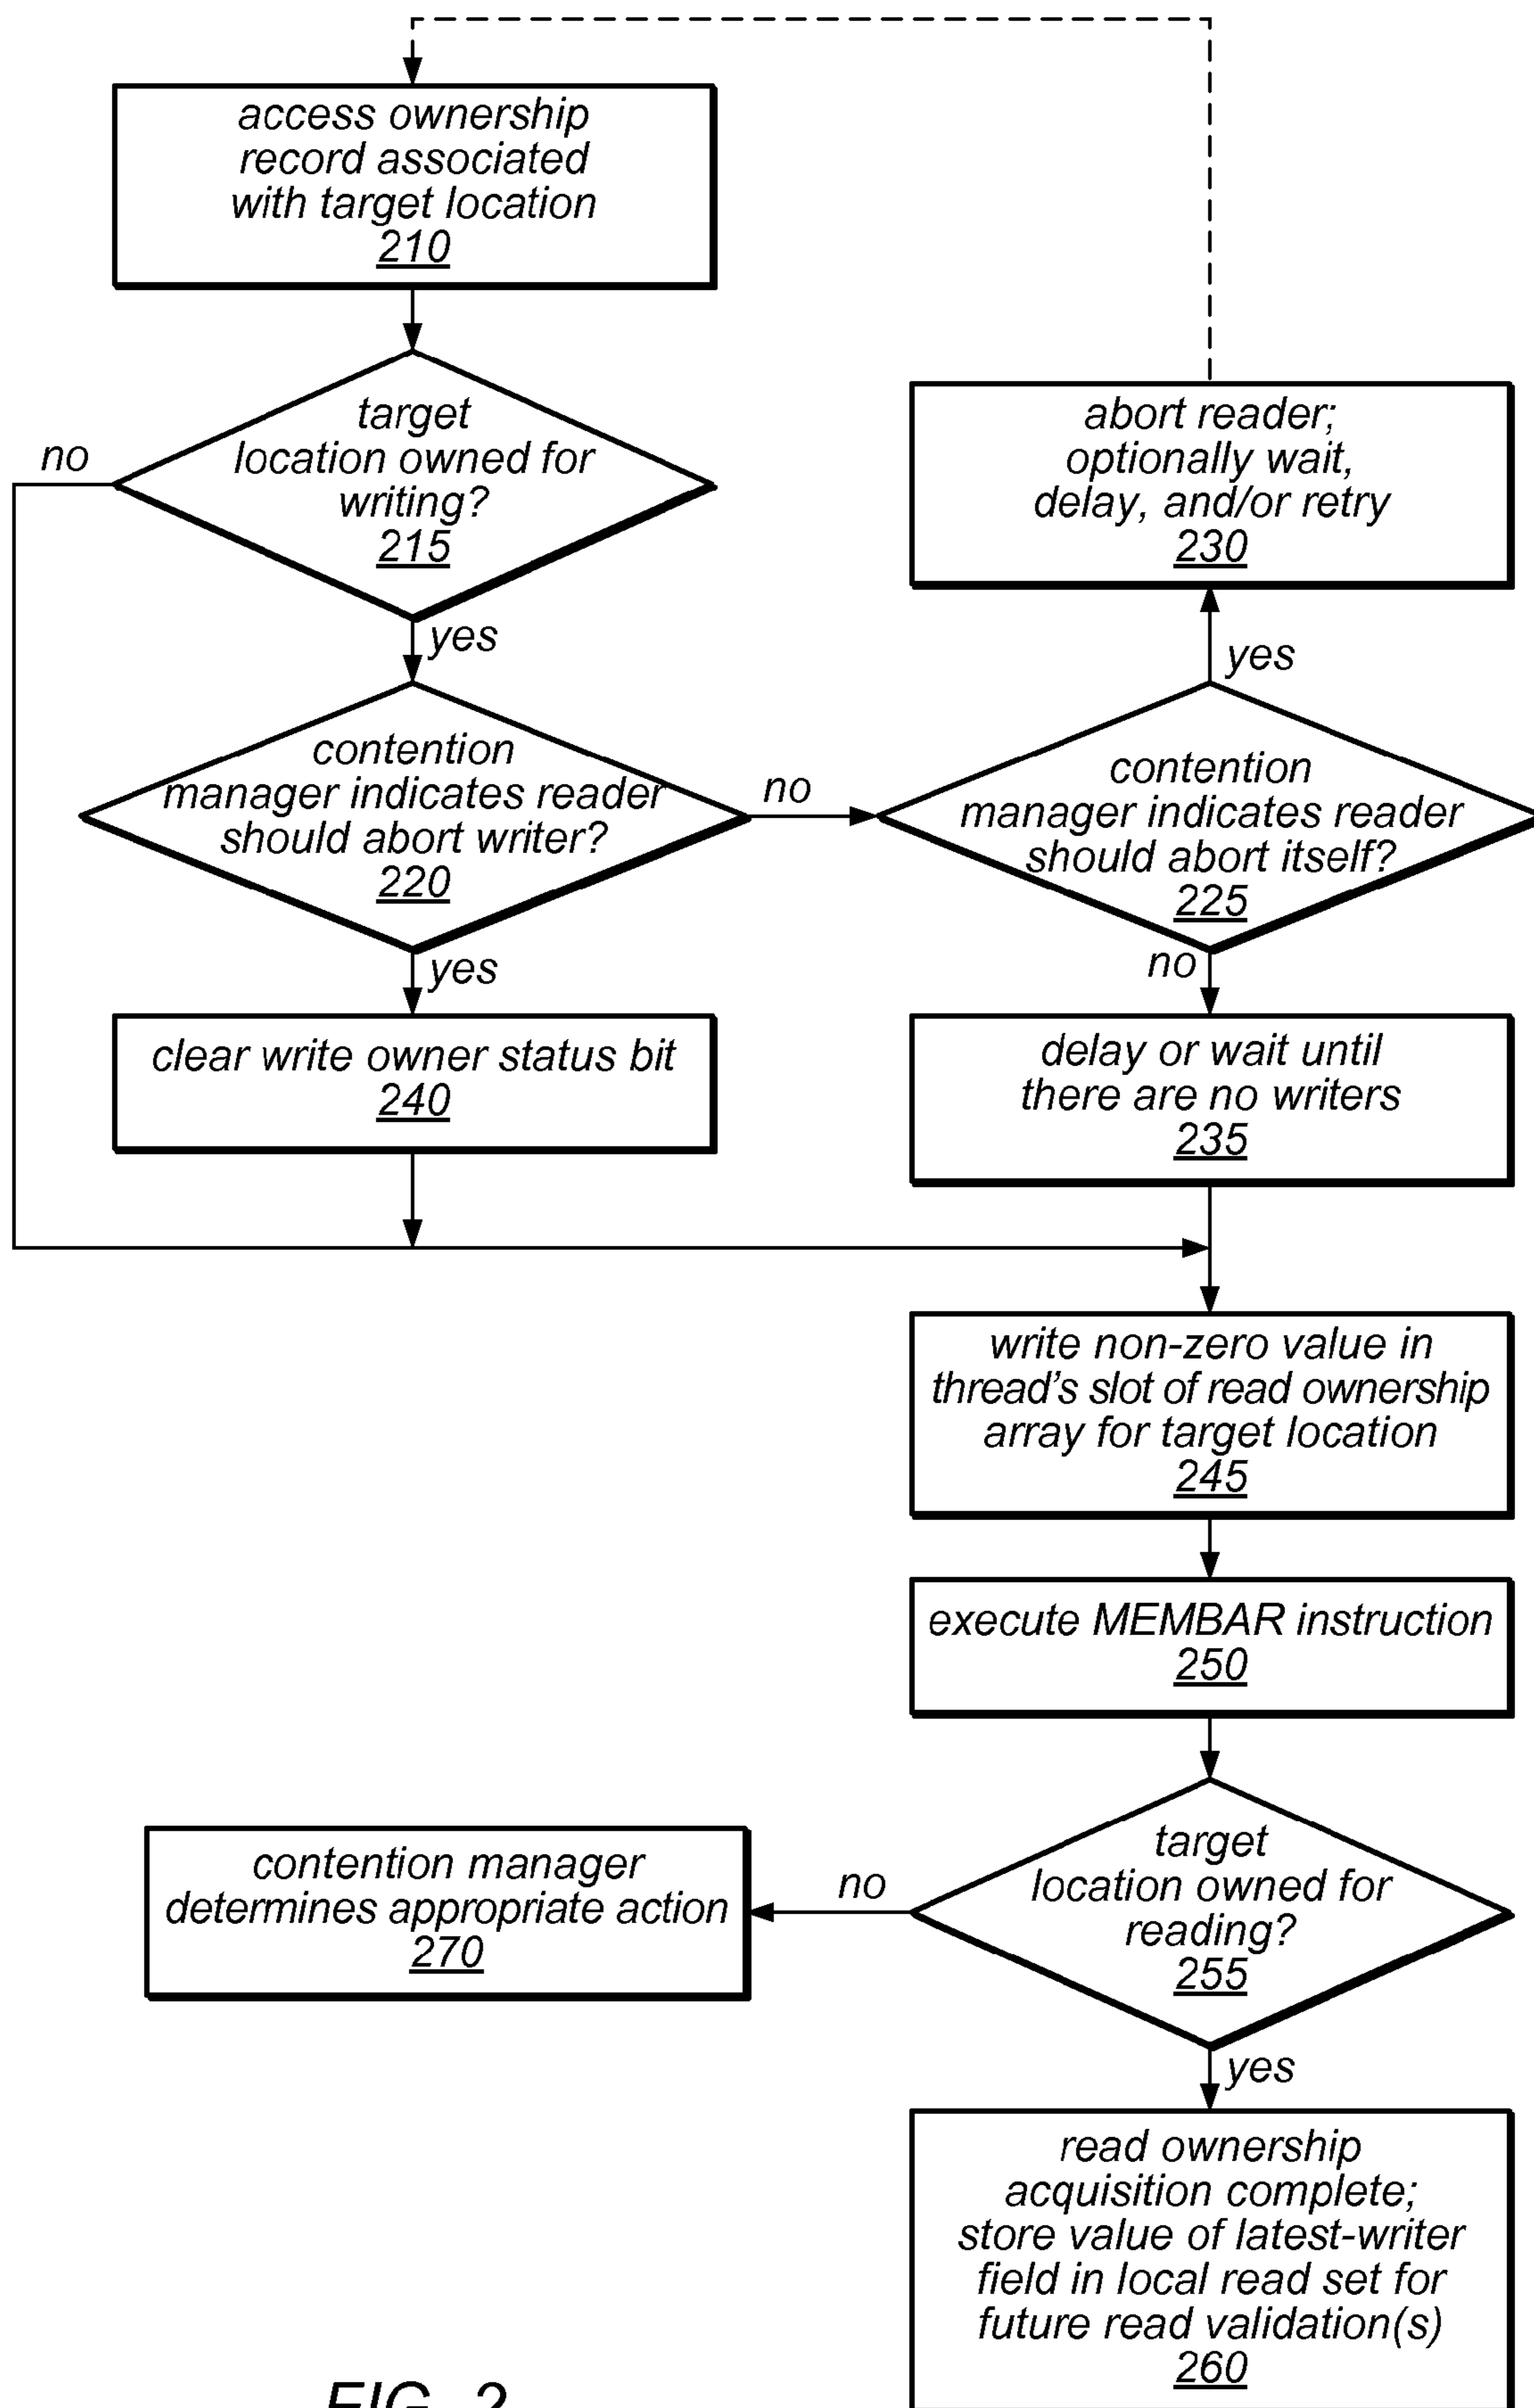 access ownership
record associated
with target location
210
target
location owned for
writing?
215
no
yes
abort reader;
optionally wait,
delay, and/or retry
230
yes
contention
manager indicates reader
should abort writer?
220
no
contention
manager indicates reader
should abort itself?
225
yes
no
clear write owner status bit
240
delay or wait until
there are no writers
235
write non-zero value in
thread's slot of read ownership
array for target location
245
execute MEMBAR instruction
250
target
location owned for
reading?
255
no
contention manager
determines appropriate action
270
yes
read ownership
acquisition complete;
store value of latest-writer
field in local read set for
future read validation(s)
260
FIG. 2